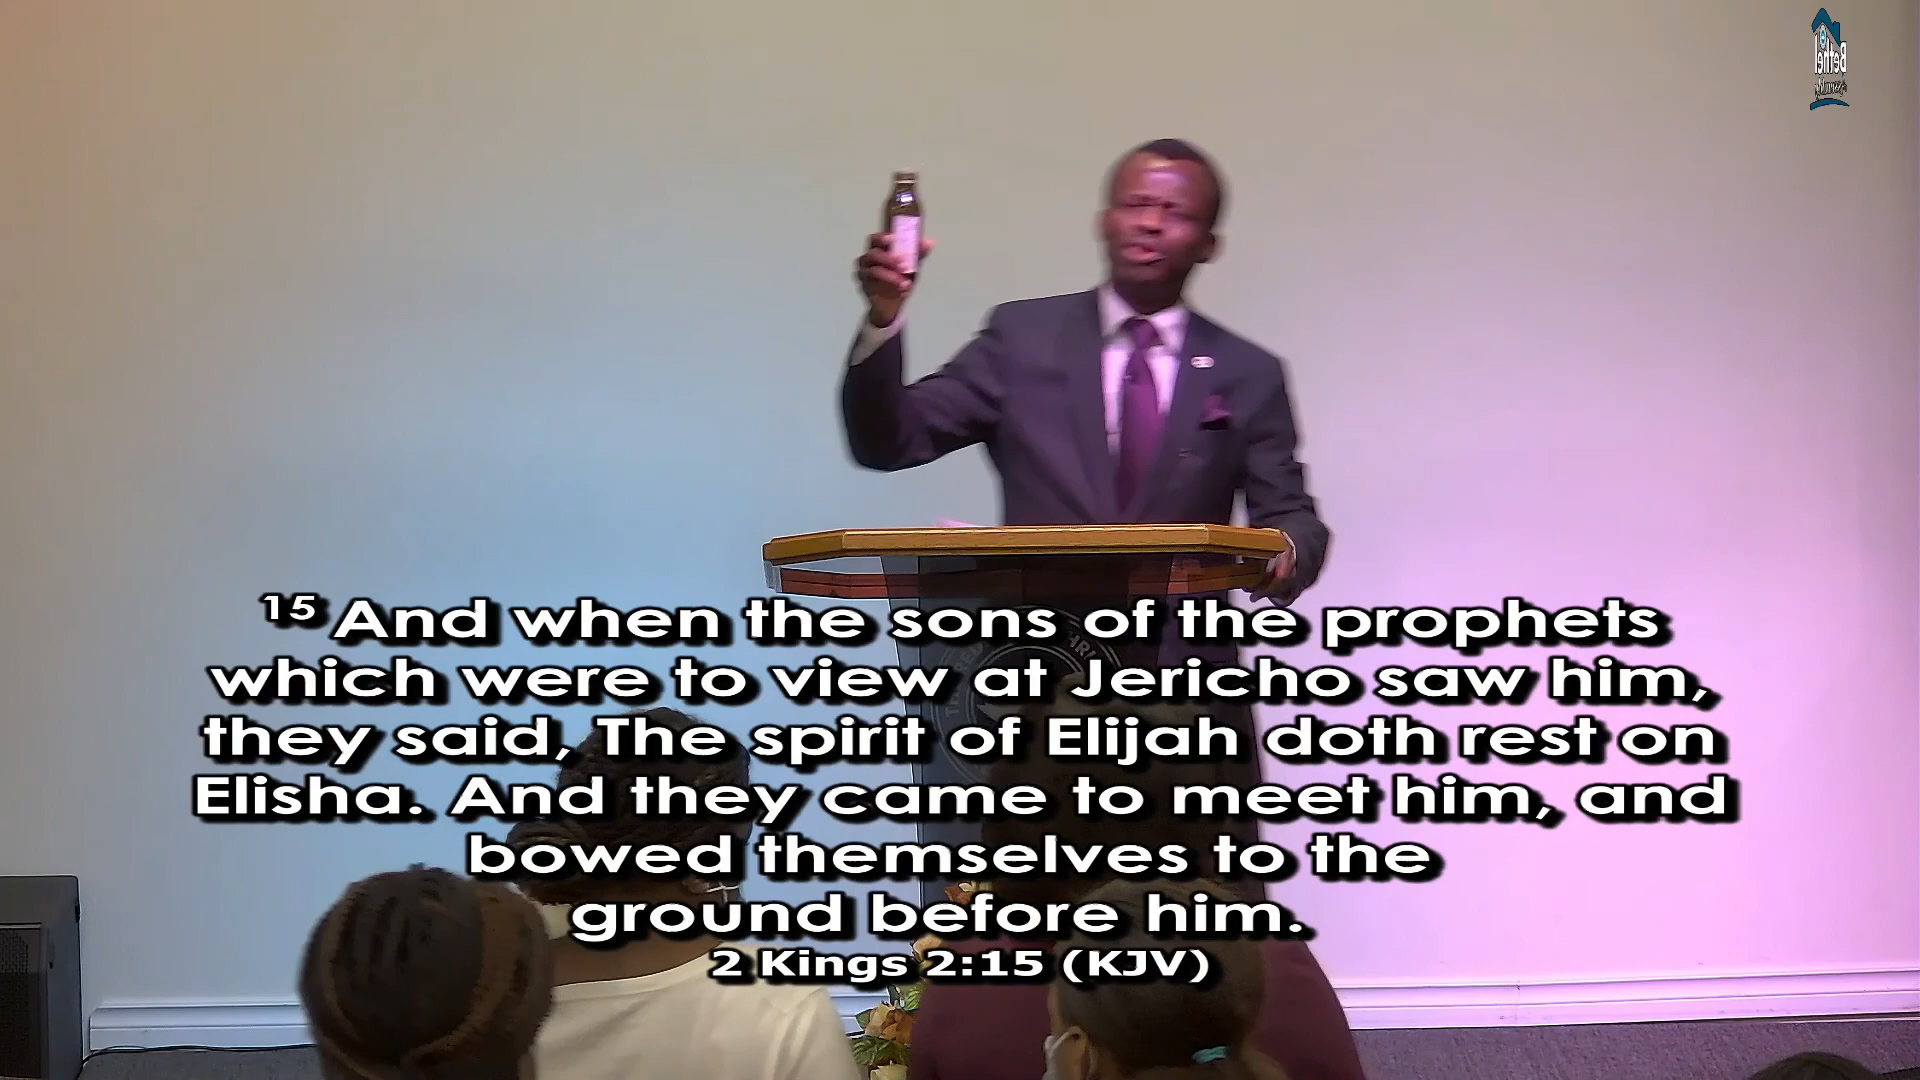 Bethel
15 And when the sons of the prophets
which were to view at Jericho saw him,
they said, The spirit of Elijah doth rest on
Elisha. And they came to meet him, and
bowed themselves to the
ground before him.
2 Kings 2:15 (KJV)